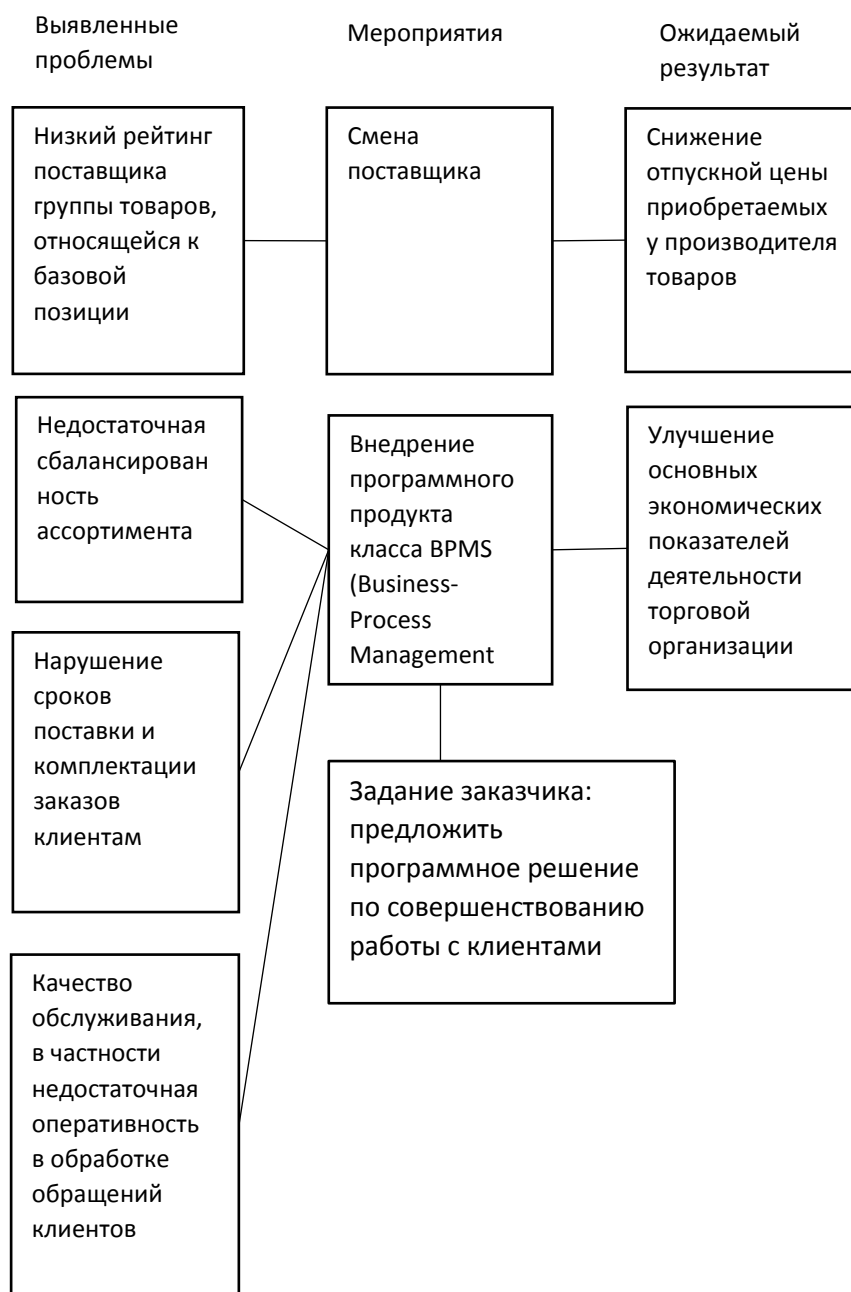 Выявленные
проблемы
Мероприятия
Ожидаемый
результат
Низкий рейтинг
поставщика
группы товаров,
относящейся к
базовой
позиции
Смена
поставщика
Снижение
отпускной цены
приобретаемых
у производителя
товаров
Недостаточная
сбалансирован
ность
ассортимента
Внедрение
программного
продукта
класса BPMS
(Business-
Process
Management
Улучшение
основных
экономических
показателей
деятельности
торговой
организации
Нарушение
сроков
поставки и
комплектации
заказов
клиентам
Задание заказчика:
предложить
программное решение
по совершенствованию
работы с клиентами
Качество
обслуживания,
в частности
недостаточная
оперативность
в обработке
обращений
клиентов